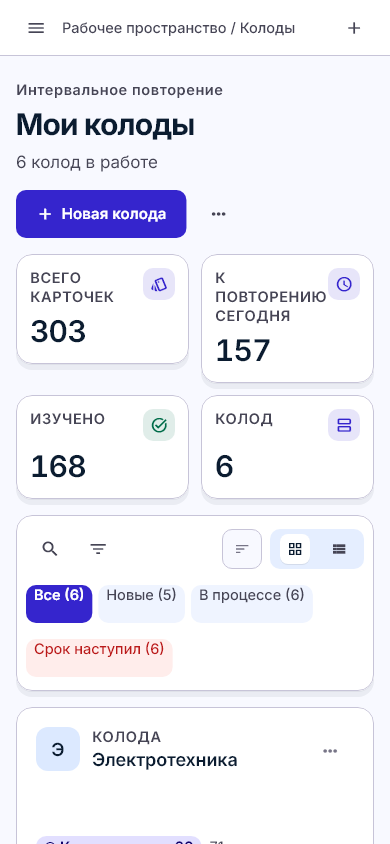 Рабочее пространство / Колоды
Интервальное повторение
Мои колоды
6 колод в работе
Новая колода
ВСЕГО
КАРТОЧЕК
303
К
ПОВТОРЕНИЮ
СЕГОДНЯ
157
ИЗУЧЕНО
168
КОЛОД
6
Все (6)
Новые (5)
В процессе (6)
Срок наступил (6)
Э
КОЛОДА
Электротехника